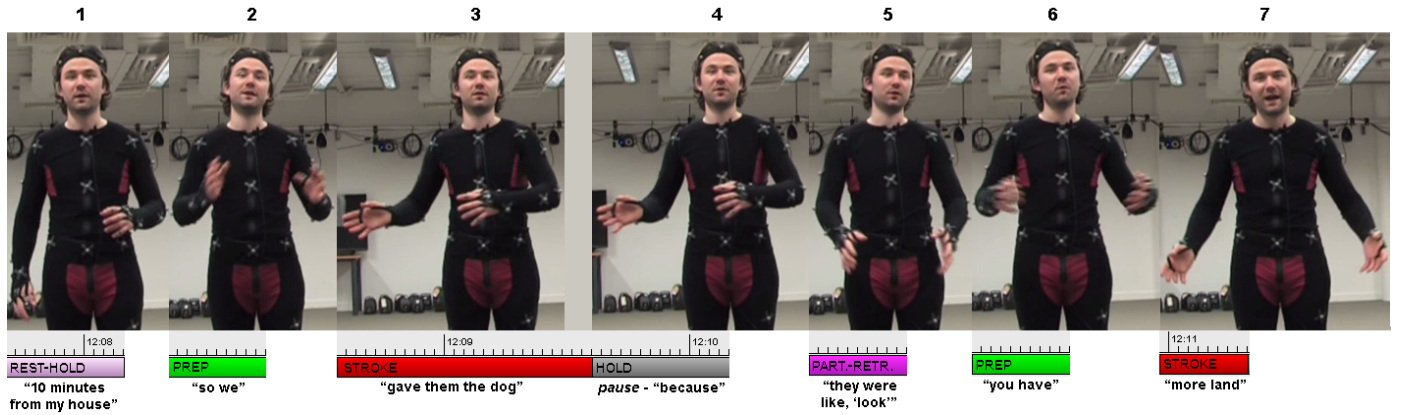 1 2 3 4 5 6 7
12:08 12:09 12:10 12:11
REST-HOLD PREP STROKE HOLD PART.-RETR. PREP STROKE
“10 minutes
from my house”
“so we”
“gave them the dog”
pause - “because”
“they were
like, ‘look’”
“you have”
“more land”